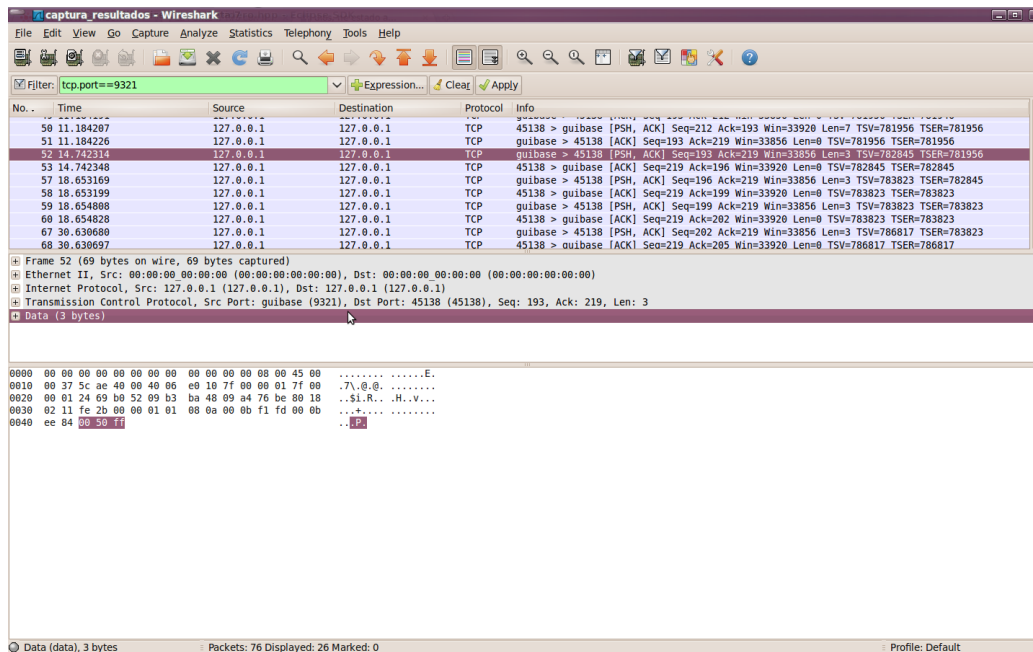 captura_resultados - Wireshark
File Edit View Go Capture Analyze Statistics Telephony Tools Help
Filter: tcp.port==9321 Expression... Clear Apply
No. . Time Source Destination Protocol Info
50 11.184207 127.0.0.1 127.0.0.1 TCP 45138 > guibase [PSH, ACK] Seq=212 Ack=193 Win=33920 Len=7 TSV=781956 TSER=781956
51 11.184226 127.0.0.1 127.0.0.1 TCP guibase > 45138 [ACK] Seq=193 Ack=219 Win=33856 Len=0 TSV=781956 TSER=781956
52 14.742314 127.0.0.1 127.0.0.1 TCP guibase > 45138 [PSH, ACK] Seq=193 Ack=219 Win=33856 Len=3 TSV=782845 TSER=781956
53 14.742348 127.0.0.1 127.0.0.1 TCP 45138 > guibase [ACK] Seq=219 Ack=196 Win=33920 Len=0 TSV=782845 TSER=782845
57 18.653169 127.0.0.1 127.0.0.1 TCP guibase > 45138 [PSH, ACK] Seq=196 Ack=219 Win=33856 Len=3 TSV=783823 TSER=782845
58 18.653199 127.0.0.1 127.0.0.1 TCP 45138 > guibase [ACK] Seq=219 Ack=199 Win=33920 Len=0 TSV=783823 TSER=783823
59 18.654808 127.0.0.1 127.0.0.1 TCP guibase > 45138 [PSH, ACK] Seq=199 Ack=219 Win=33856 Len=3 TSV=783823 TSER=783823
60 18.654828 127.0.0.1 127.0.0.1 TCP 45138 > guibase [ACK] Seq=219 Ack=202 Win=33920 Len=0 TSV=783823 TSER=783823
67 30.630680 127.0.0.1 127.0.0.1 TCP guibase > 45138 [PSH, ACK] Seq=202 Ack=219 Win=33856 Len=3 TSV=786817 TSER=783823
68 30.630697 127.0.0.1 127.0.0.1 TCP 45138 > guibase [ACK] Seq=219 Ack=205 Win=33920 Len=0 TSV=786817 TSER=786817
Frame 52 (69 bytes on wire, 69 bytes captured)
Ethernet II, Src: 00:00:00_00:00:00 (00:00:00:00:00:00), Dst: 00:00:00_00:00:00 (00:00:00:00:00:00)
Internet Protocol, Src: 127.0.0.1 (127.0.0.1), Dst: 127.0.0.1 (127.0.0.1)
Transmission Control Protocol, Src Port: guibase (9321), Dst Port: 45138 (45138), Seq: 193, Ack: 219, Len: 3
Data (3 bytes)
0000 00 00 00 00 00 00 00 00 00 00 00 00 08 00 45 00 ........ ......E.
0010 00 37 5c ae 40 00 40 06 e0 10 7f 00 00 01 7f 00 .7\.@.@. ........
0020 00 01 24 69 b0 52 09 b3 ba 48 09 a4 76 be 80 18 ..$i.R.. .H..v...
0030 02 11 fe 2b 00 00 01 01 08 0a 00 0b f1 fd 00 0b ...+.... ........
0040 ee 84 00 50 ff ...P.
Data (data), 3 bytes Packets: 76 Displayed: 26 Marked: 0 Profile: Default